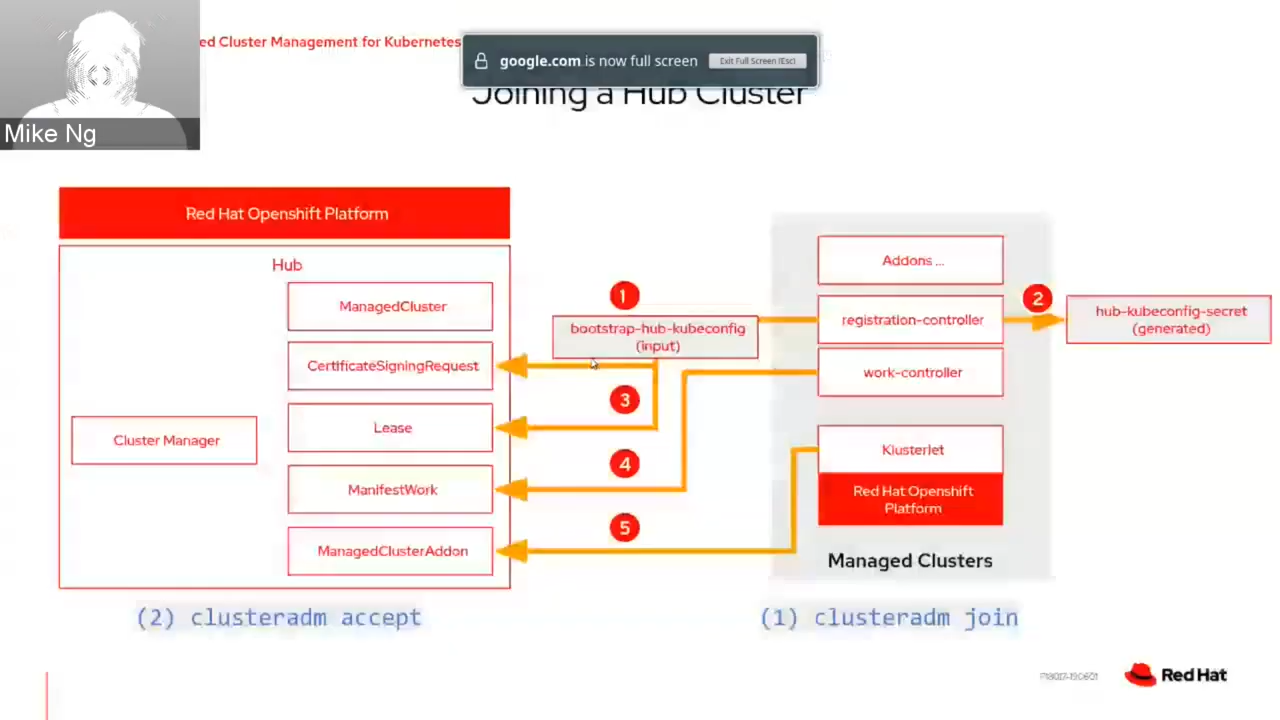 ed Cluster Management for Kubernetes
google.com is now full screen
Exit Full Screen (Esc)
Mike Ng
Joining a Hub Cluster
Red Hat Openshift Platform
Hub
ManagedCluster
CertificateSigningRequest
Lease
Cluster Manager
ManifestWork
ManagedClusterAddon
(2) clusteradm accept
1
bootstrap-hub-kubeconfig
(input)
3
4
5
Addons ...
registration-controller
work-controller
Klusterlet
Red Hat Openshift
Platform
Managed Clusters
(1) clusteradm join
2
hub-kubeconfig-secret
(generated)
Red Hat